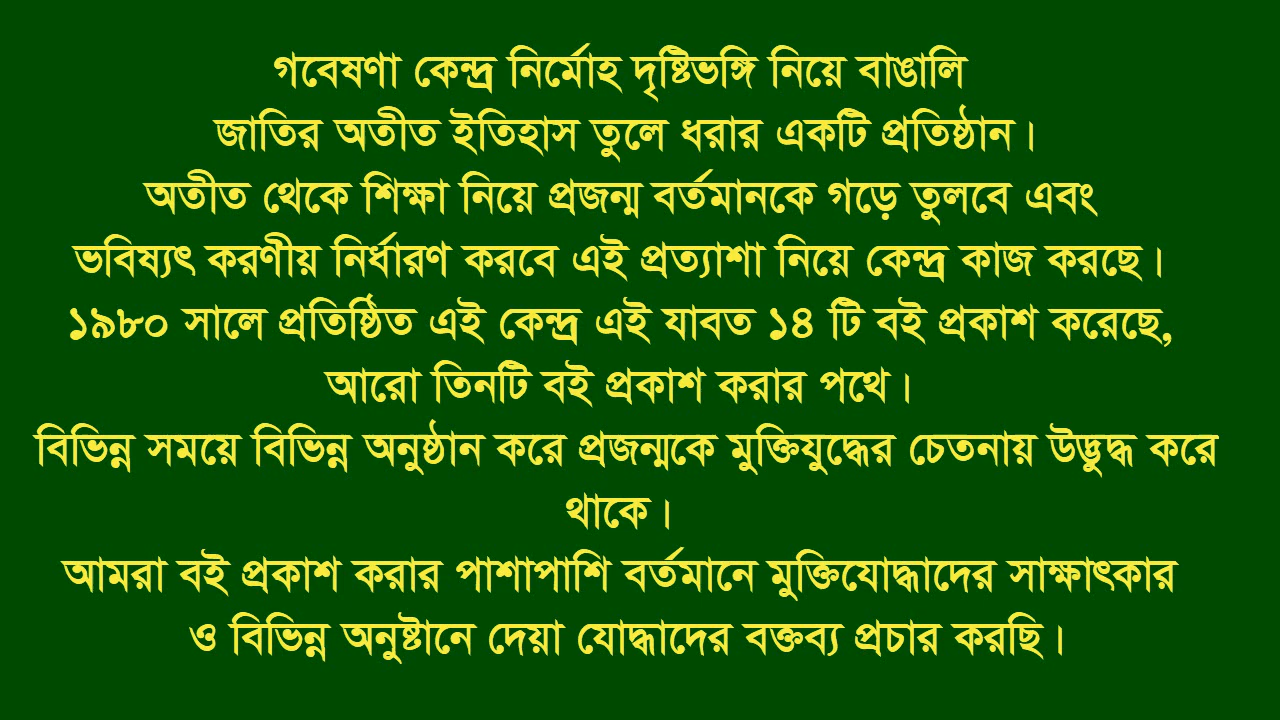 গবেষণা কেন্দ্র নির্মোহ দৃষ্টিভঙ্গি নিয়ে বাঙালি
জাতির অতীত ইতিহাস তুলে ধরার একটি প্রতিষ্ঠান।
অতীত থেকে শিক্ষা নিয়ে প্রজন্ম বর্তমানকে গড়ে তুলবে এবং
ভবিষ্যৎ করণীয় নির্ধারণ করবে এই প্রত্যাশা নিয়ে কেন্দ্র কাজ করছে।
১৯৮০ সালে প্রতিষ্ঠিত এই কেন্দ্র এই যাবত ১৪ টি বই প্রকাশ করেছে,
আরো তিনটি বই প্রকাশ করার পথে।
বিভিন্ন সময়ে বিভিন্ন অনুষ্ঠান করে প্রজন্মকে মুক্তিযুদ্ধের চেতনায় উদ্ভুদ্ধ করে
থাকে।
আমরা বই প্রকাশ করার পাশাপাশি বর্তমানে মুক্তিযোদ্ধাদের সাক্ষাৎকার
ও বিভিন্ন অনুষ্টানে দেয়া যোদ্ধাদের বক্তব্য প্রচার করছি।